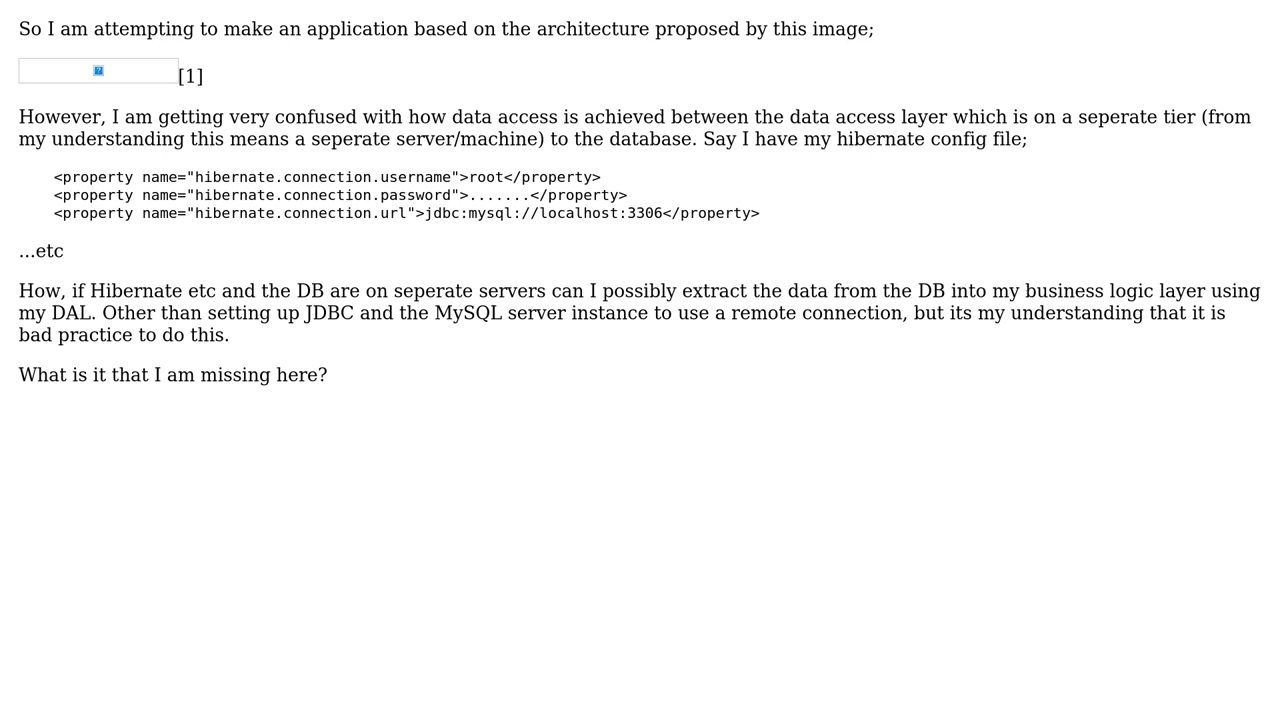 So I am attempting to make an application based on the architecture proposed by this image;
[1]
However, I am getting very confused with how data access is achieved between the data access layer which is on a seperate tier (from
my understanding this means a seperate server/machine) to the database. Say I have my hibernate config file;
<property name="hibernate.connection.username">root</property>
<property name="hibernate.connection.password">.......</property>
<property name="hibernate.connection.url">jdbc:mysql://localhost:3306</property>
...etc
How, if Hibernate etc and the DB are on seperate servers can I possibly extract the data from the DB into my business logic layer using
my DAL. Other than setting up JDBC and the MySQL server instance to use a remote connection, but its my understanding that it is
bad practice to do this.
What is it that I am missing here?